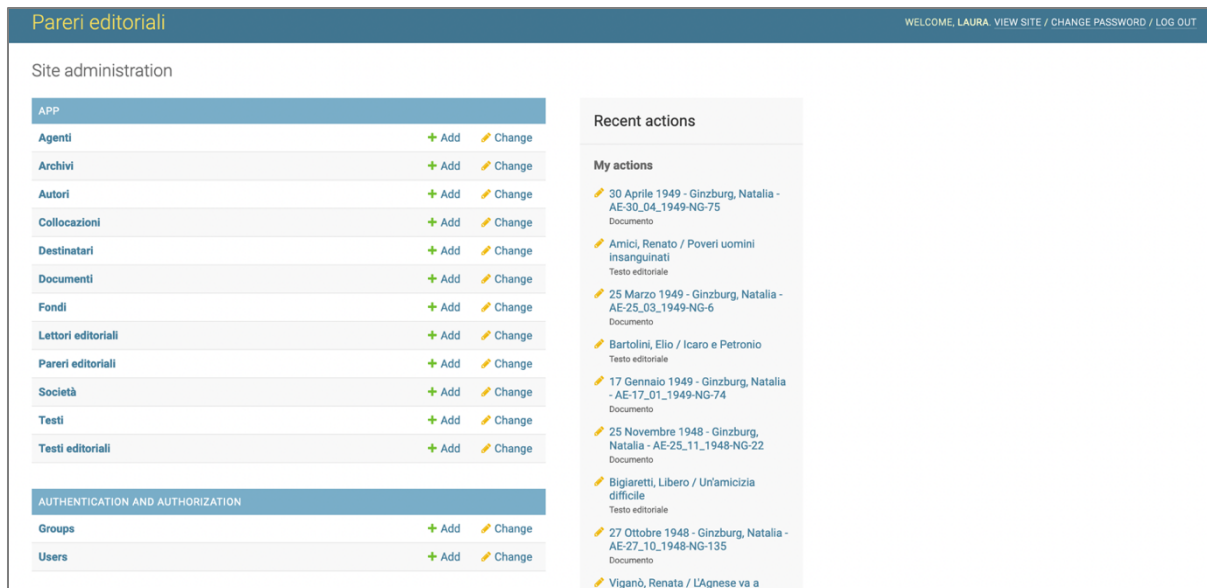 Pareri editoriali
WELCOME, LAURA. VIEW SITE / CHANGE PASSWORD / LOG OUT
Site administration
APP
Agenti + Add Change
Archivi + Add Change
Autori + Add Change
Collocazioni + Add Change
Destinatari + Add Change
Documenti + Add Change
Fondi + Add Change
Lettori editoriali + Add Change
Pareri editoriali + Add Change
Società + Add Change
Testi + Add Change
Testi editoriali + Add Change
AUTHENTICATION AND AUTHORIZATION
Groups + Add Change
Users + Add Change
Recent actions
My actions
30 Aprile 1949 - Ginzburg, Natalia -
AE-30_04_1949-NG-75
Documento
Amici, Renato / Poveri uomini
insanguinati
Testo editoriale
25 Marzo 1949 - Ginzburg, Natalia -
AE-25_03_1949-NG-6
Documento
Bartolini, Elio / Icaro e Petronio
Testo editoriale
17 Gennaio 1949 - Ginzburg, Natalia
- AE-17_01_1949-NG-74
Documento
25 Novembre 1948 - Ginzburg,
Natalia - AE-25_11_1948-NG-22
Documento
Bigiaretti, Libero / Un'amicizia
difficile
Testo editoriale
27 Ottobre 1948 - Ginzburg, Natalia -
AE-27_10_1948-NG-135
Documento
Viganò, Renata / L'Agnese va a